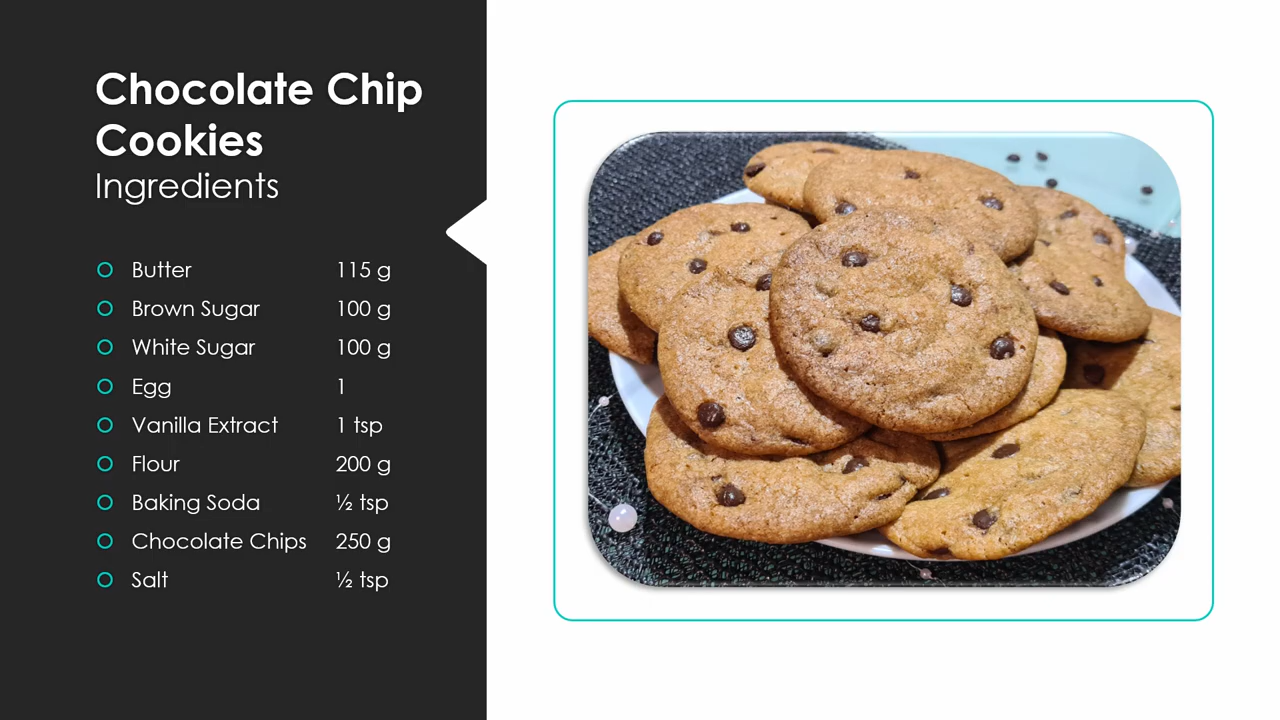 Chocolate Chip
Cookies
Ingredients
Butter 115 g
Brown Sugar 100 g
White Sugar 100 g
Egg 1
Vanilla Extract 1 tsp
Flour 200 g
Baking Soda ½ tsp
Chocolate Chips 250 g
Salt ½ tsp